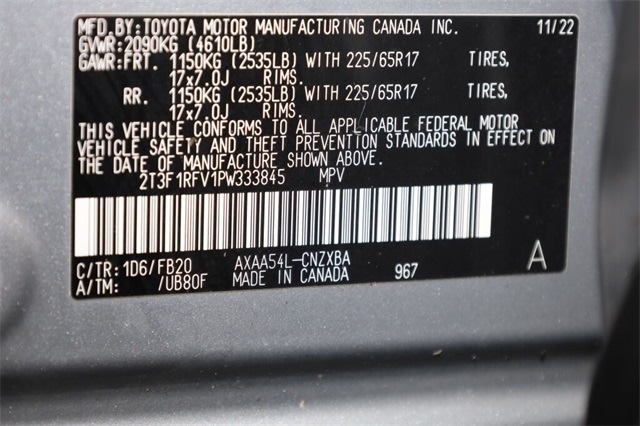 MFD.BY:TOYOTA MOTOR MANUFACTURING CANADA INC. 11/22
GVWR:2090KG (4610LB)
GAWR:FRT. 1150KG (2535LB) WITH 225/65R17 TIRES,
17x7.0J RIMS.
RR. 1150KG (2535LB) WITH 225/65R17 TIRES,
17x7.0J RIMS.
THIS VEHICLE CONFORMS TO ALL APPLICABLE FEDERAL MOTOR
VEHICLE SAFETY AND THEFT PREVENTION STANDARDS IN EFFECT ON
THE DATE OF MANUFACTURE SHOWN ABOVE.
2T3F1RFV1PW333845 MPV
C/TR: 1D6/FB20 AXAA54L-CNZXBA A
A/TM: /UB80F MADE IN CANADA 967